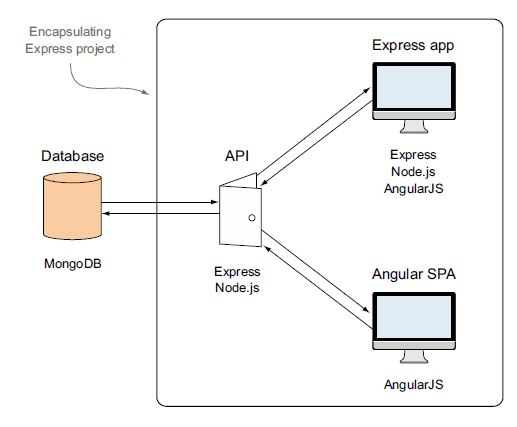 Encapsulating
Express project
Express app
Express
Node.js
AngularJS
Database
MongoDB
API
Express
Node.js
Angular SPA
AngularJS